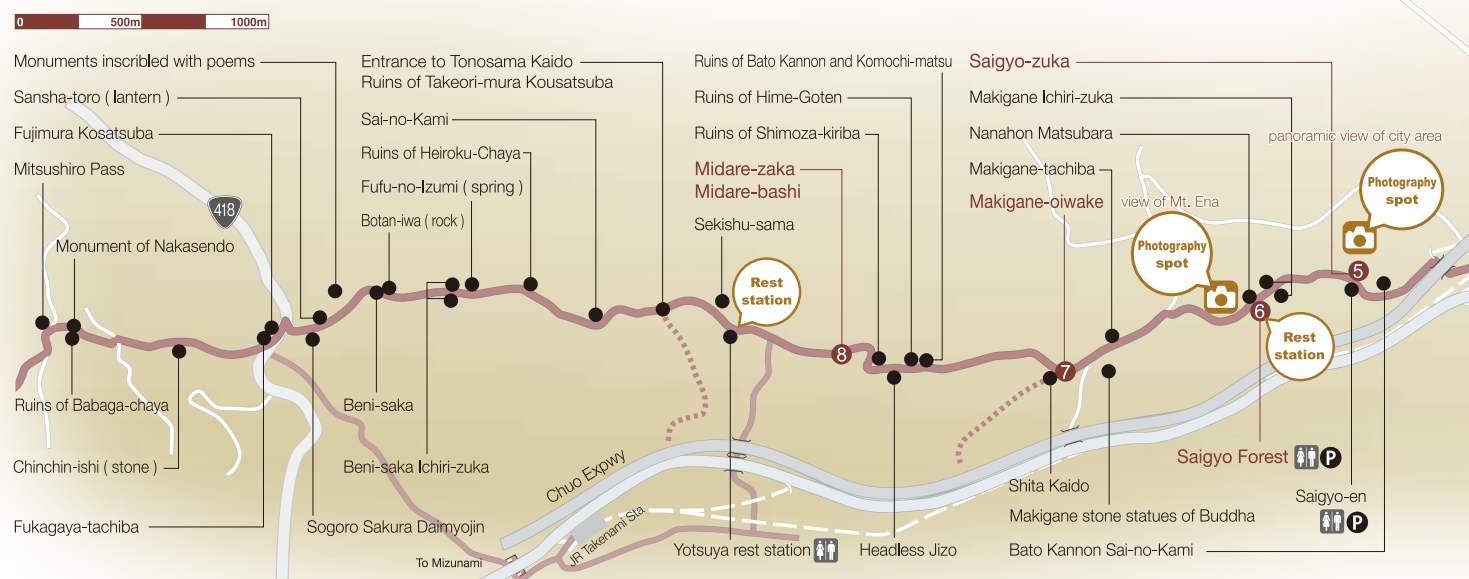 0 500m 1000m
Monuments inscribled with poems
Sansha-toro ( lantern )
Fujimura Kosatsuba
Mitsushiro Pass
418
Monument of Nakasendo
Ruins of Babaga-chaya
Chinchin-ishi ( stone )
Fukagaya-tachiba
Entrance to Tonosama Kaido
Ruins of Takeori-mura Kousatsuba
Sai-no-Kami
Ruins of Heiroku-Chaya
Fufu-no-Izumi ( spring )
Botan-iwa ( rock )
Beni-saka
Beni-saka Ichiri-zuka
Sogoro Sakura Daimyojin
To Mizunami
Chuo Expwy
JR Takenami Sta
Ruins of Bato Kannon and Komochi-matsu
Ruins of Hime-Goten
Ruins of Shimoza-kiriba
Midare-zaka
Midare-bashi
Sekishu-sama
Rest
station
8
Yotsuya rest station
Headless Jizo
Saigyo-zuka
Makigane Ichiri-zuka
Nanahon Matsubara
Makigane-tachiba
Makigane-oiwake
view of Mt. Ena
Photography
spot
panoramic view of city area
Photography
spot
5
6
7
Rest
station
Saigyo Forest P
Shita Kaido
Saigyo-en
P
Makigane stone statues of Buddha
Bato Kannon Sai-no-Kami